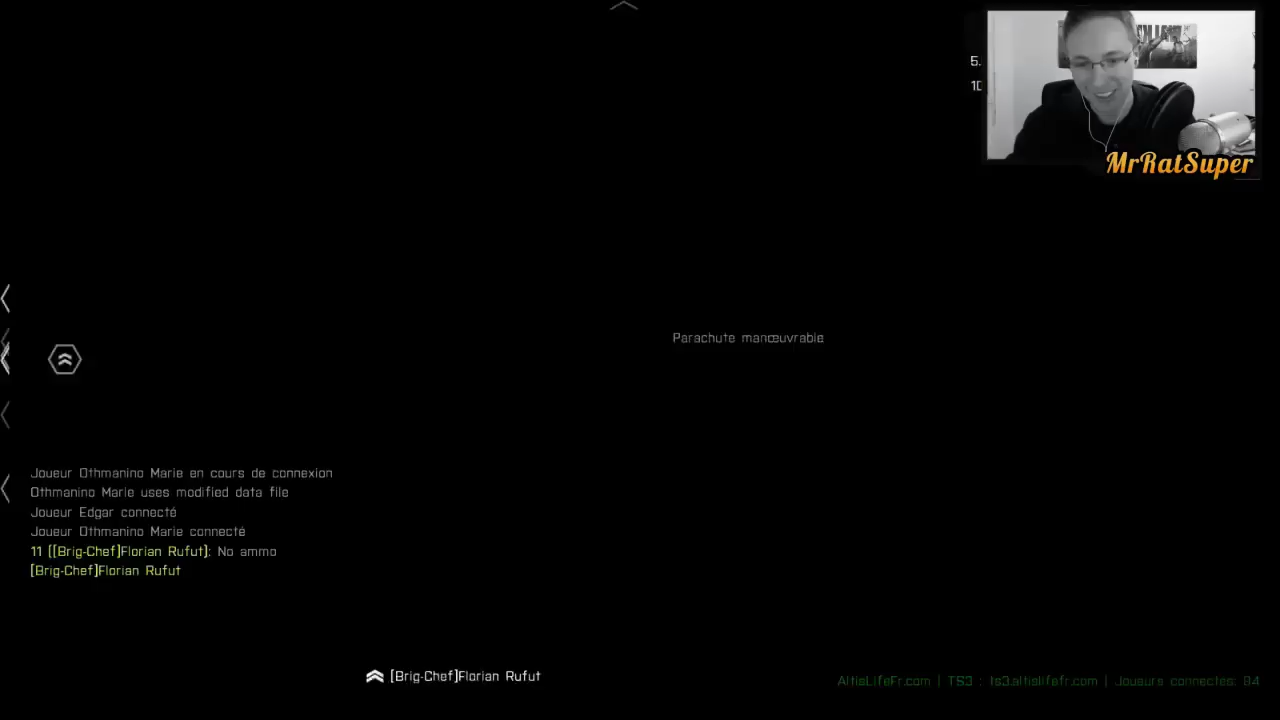 5.
MrRatSuper
Parachute manœuvrable
Joueur Othmanino Marie en cours de connexion
Othmanino Marie uses modified data file
Joueur Edgar connecté
Joueur Othmanino Marie connecté
11 ([Brig-Chef]Florian Rufut): No ammo
[Brig-Chef]Florian Rufut
[Brig-Chef]Florian Rufut
AltisLifeFr.com | TS3 : ts3.altislifefr.com | Joueurs connectés: 84